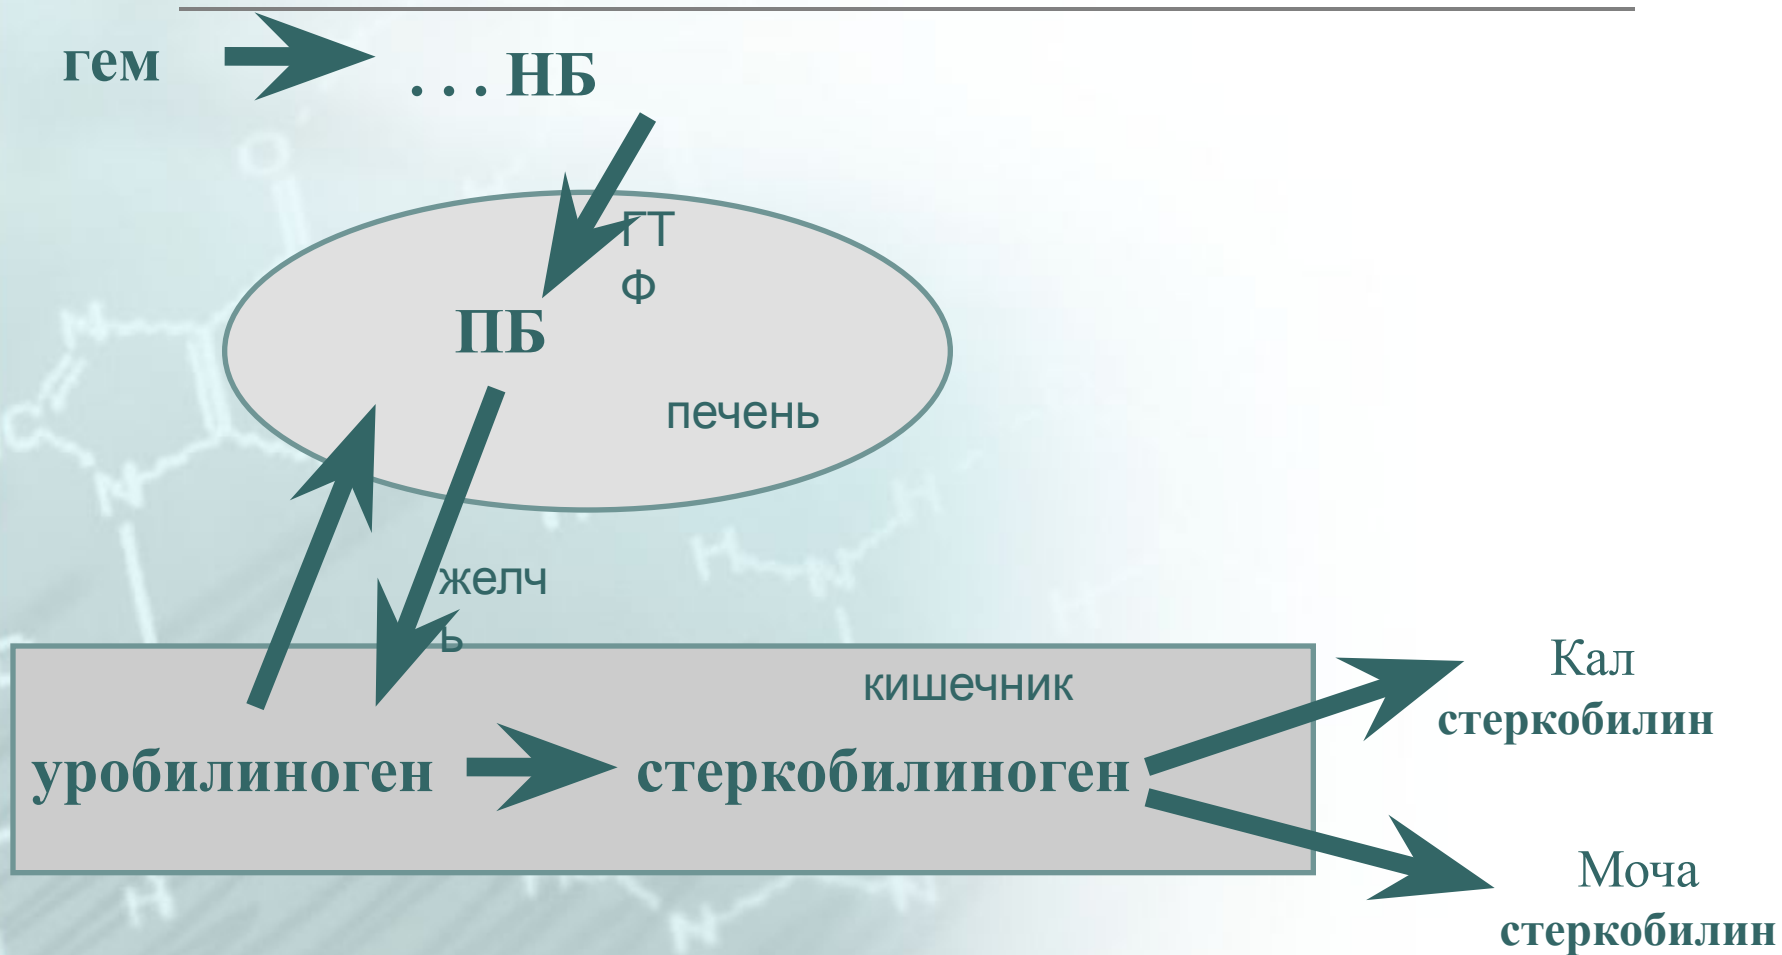 гем
. . . НБ
ГТ
Ф
ПБ
печень
желч
ь
кишечник
уробилиноген
стеркобилиноген
Кал
стеркобилин
Моча
стеркобилин